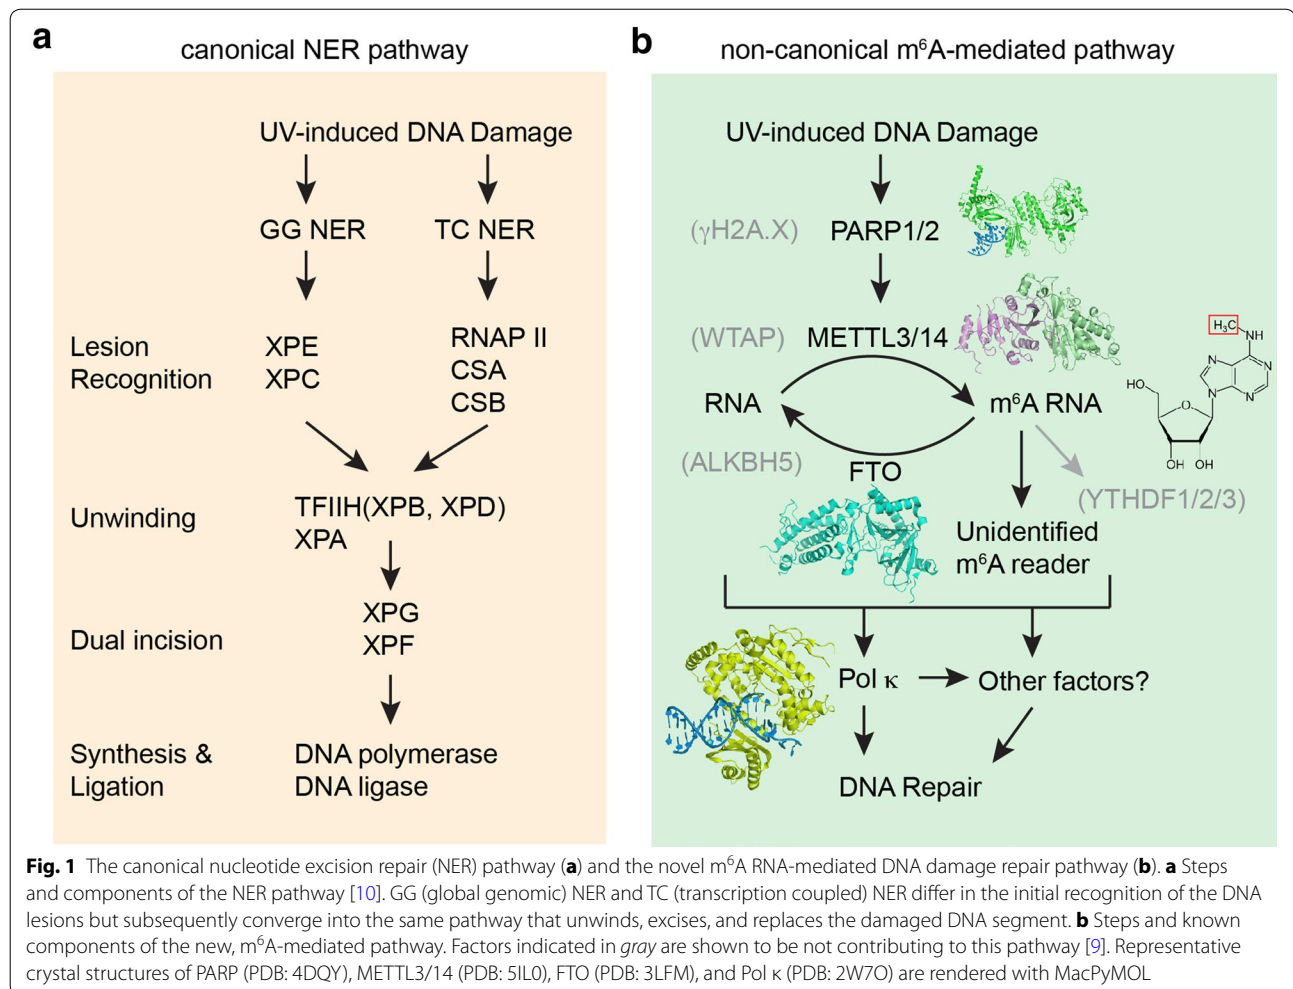 a
canonical NER pathway
UV-induced DNA Damage
GG NER
TC NER
Lesion
Recognition
XPE
XPC
RNAP II
CSA
CSB
Unwinding
TFIIH(XPB, XPD)
XPA
Dual incision
XPG
XPF
Synthesis &
Ligation
DNA polymerase
DNA ligase
b
non-canonical m⁶A-mediated pathway
UV-induced DNA Damage
(γH2A.X)
PARP1/2
(WTAP)
METTL3/14
RNA
m⁶A RNA
(ALKBH5)
FTO
(YTHDF1/2/3)
Unidentified
m⁶A reader
H₃C
NH
N
N
N
N
HO
O
OH
OH
Pol κ
Other factors?
DNA Repair
Fig. 1 The canonical nucleotide excision repair (NER) pathway (a) and the novel m⁶A RNA-mediated DNA damage repair pathway (b). a Steps
and components of the NER pathway [10]. GG (global genomic) NER and TC (transcription coupled) NER differ in the initial recognition of the DNA
lesions but subsequently converge into the same pathway that unwinds, excises, and replaces the damaged DNA segment. b Steps and known
components of the new, m⁶A-mediated pathway. Factors indicated in gray are shown to be not contributing to this pathway [9]. Representative
crystal structures of PARP (PDB: 4DQY), METTL3/14 (PDB: 5IL0), FTO (PDB: 3LFM), and Pol κ (PDB: 2W7O) are rendered with MacPyMOL